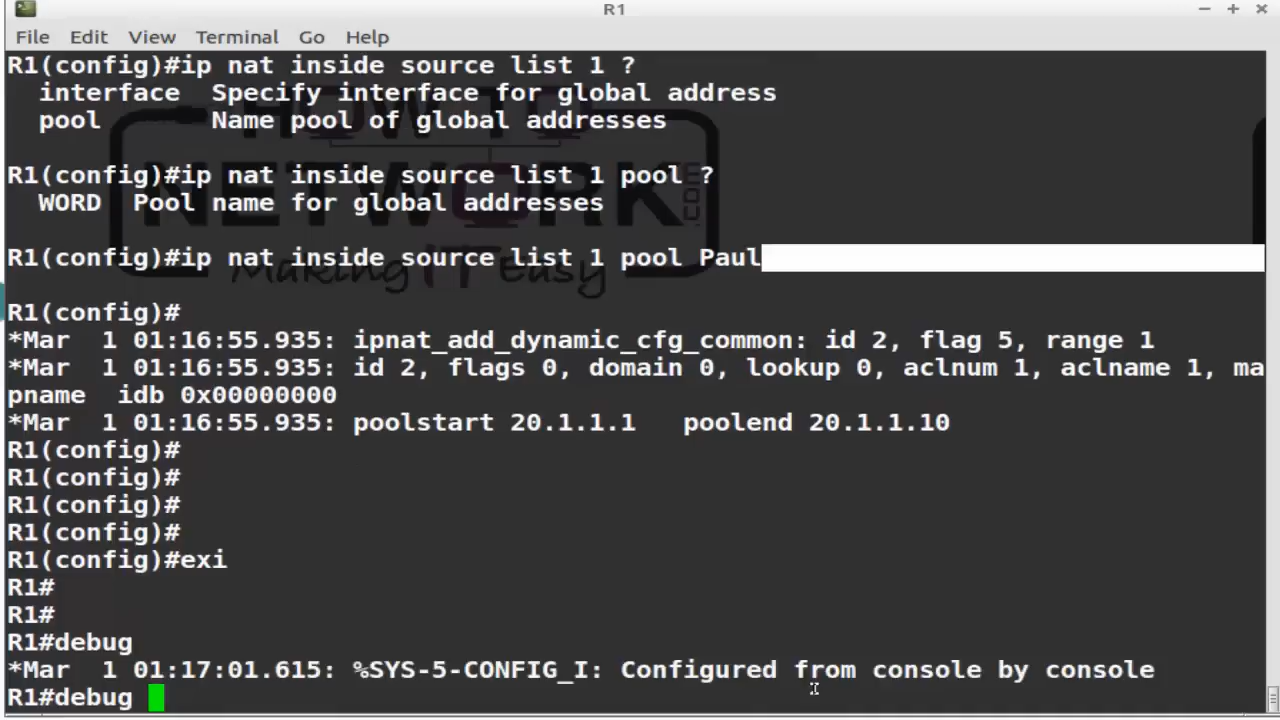 R1
File Edit View Terminal Go Help
R1(config)#ip nat inside source list 1 ?
  interface  Specify interface for global address
  pool       Name pool of global addresses
R1(config)#ip nat inside source list 1 pool ?
  WORD  Pool name for global addresses
R1(config)#ip nat inside source list 1 pool Paul
R1(config)#
*Mar  1 01:16:55.935: ipnat_add_dynamic_cfg_common: id 2, flag 5, range 1
*Mar  1 01:16:55.935: id 2, flags 0, domain 0, lookup 0, aclnum 1, aclname 1, ma
pname  idb 0x00000000
*Mar  1 01:16:55.935: poolstart 20.1.1.1   poolend 20.1.1.10
R1(config)#
R1(config)#
R1(config)#
R1(config)#
R1(config)#exi
R1#
R1#
R1#debug
*Mar  1 01:17:01.615: %SYS-5-CONFIG_I: Configured from console by console
R1#debug
HOW TO
NETWORK
.com
Making IT Easy